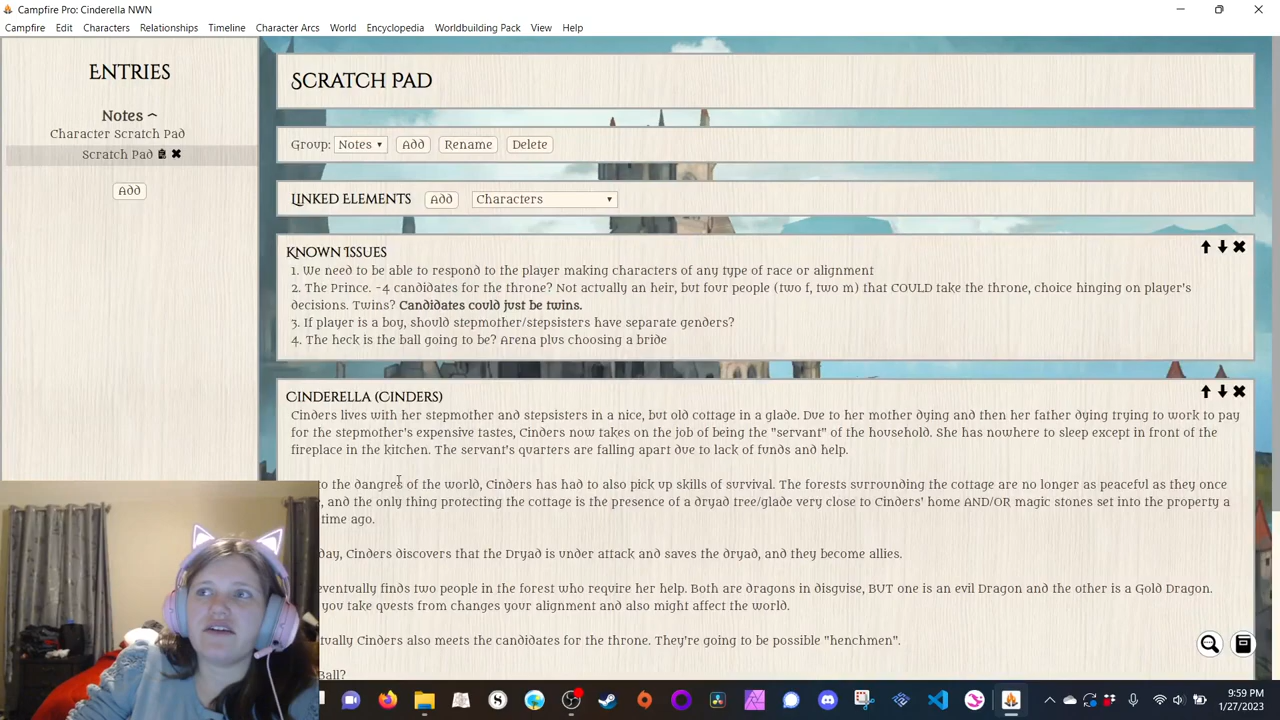 Campfire Pro: Cinderella NWN
Campfire Edit Characters Relationships Timeline Character Arcs World Encyclopedia Worldbuilding Pack View Help
Entries
Notes
Character Scratch Pad
Scratch Pad
Add
Scratch Pad
Group: Notes Add Rename Delete
Linked Elements Add Characters
Known Issues
1. We need to be able to respond to the player making characters of any type of race or alignment
2. The Prince. -4 candidates for the throne? Not actually an heir, but four people (two f, two m) that COULD take the throne, choice hinging on player's
decisions. Twins? Candidates could just be twins.
3. If player is a boy, should stepmother/stepsisters have separate genders?
4. The heck is the ball going to be? Arena plus choosing a bride
Cinderella (Cinders)
Cinders lives with her stepmother and stepsisters in a nice, but old cottage in a glade. Due to her mother dying and then her father dying trying to work to pay
for the stepmother's expensive tastes, Cinders now takes on the job of being the "servant" of the household. She has nowhere to sleep except in front of the
fireplace in the kitchen. The servant's quarters are falling apart due to lack of funds and help.
to the dangres of the world, Cinders has had to also pick up skills of survival. The forests surrounding the cottage are no longer as peaceful as they once
, and the only thing protecting the cottage is the presence of a dryad tree/glade very close to Cinders' home AND/OR magic stones set into the property a
time ago.
day, Cinders discovers that the Dryad is under attack and saves the dryad, and they become allies.
eventually finds two people in the forest who require her help. Both are dragons in disguise, BUT one is an evil Dragon and the other is a Gold Dragon.
you take quests from changes your alignment and also might affect the world.
tually Cinders also meets the candidates for the throne. They're going to be possible "henchmen".
Ball?
9:59 PM
1/27/2023